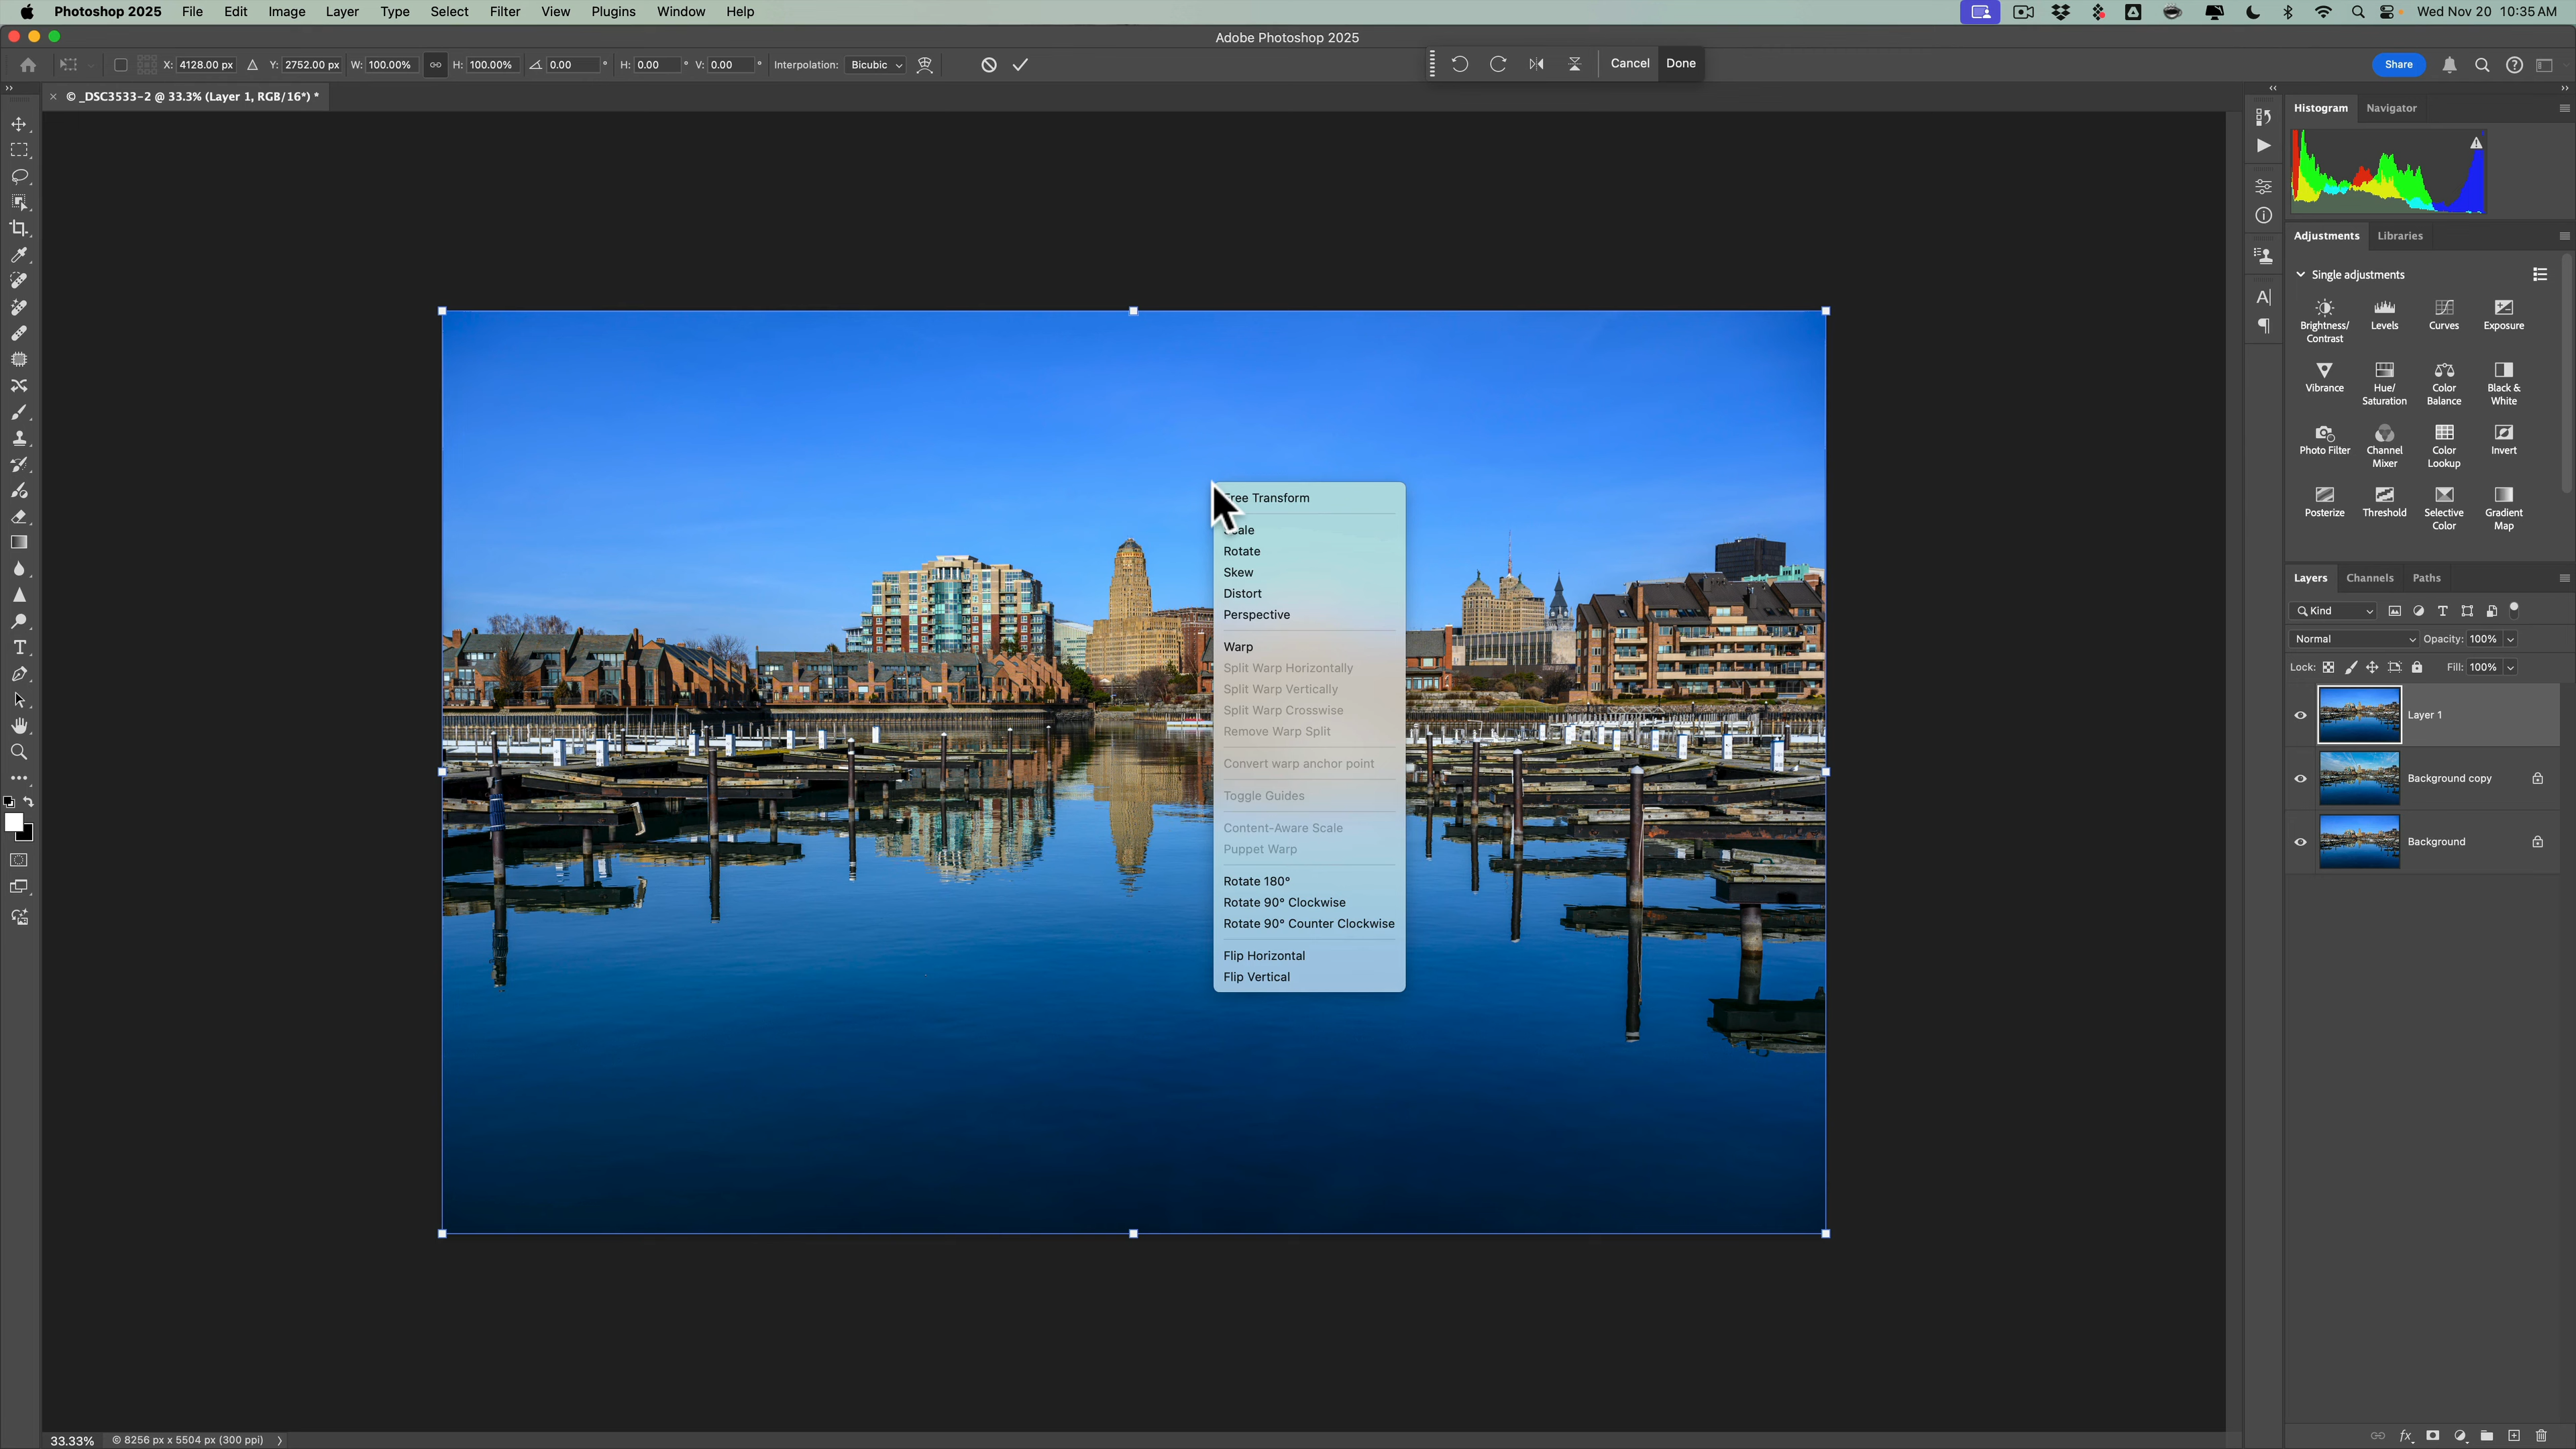 Photoshop 2025 File Edit Image Layer Type Select Filter View Plugins Window Help Wed Nov 20 10:35 AM
Adobe Photoshop 2025
X: 4128.00 px Y: 2752.00 px W: 100.00% H: 100.00% 0.00 ° H: 0.00 ° V: 0.00 ° Interpolation: Bicubic Cancel Done Share
© _DSC3533-2 @ 33.3% (Layer 1, RGB/16*) *
Histogram Navigator
Adjustments Libraries
Single adjustments
Brightness/ Contrast
Levels
Curves
Exposure
Vibrance
Hue/ Saturation
Color Balance
Black & White
Photo Filter
Channel Mixer
Color Lookup
Invert
Posterize
Threshold
Selective Color
Gradient Map
Layers Channels Paths
Kind
Normal Opacity: 100%
Lock: Fill: 100%
Layer 1
Background copy
Background
Transform
Rotate
Skew
Distort
Perspective
Warp
Split Warp Horizontally
Split Warp Vertically
Split Warp Crosswise
Remove Warp Split
Convert warp anchor point
Toggle Guides
Content-Aware Scale
Puppet Warp
Rotate 180°
Rotate 90° Clockwise
Rotate 90° Counter Clockwise
Flip Horizontal
Flip Vertical
33.33% © 8256 px x 5504 px (300 ppi)